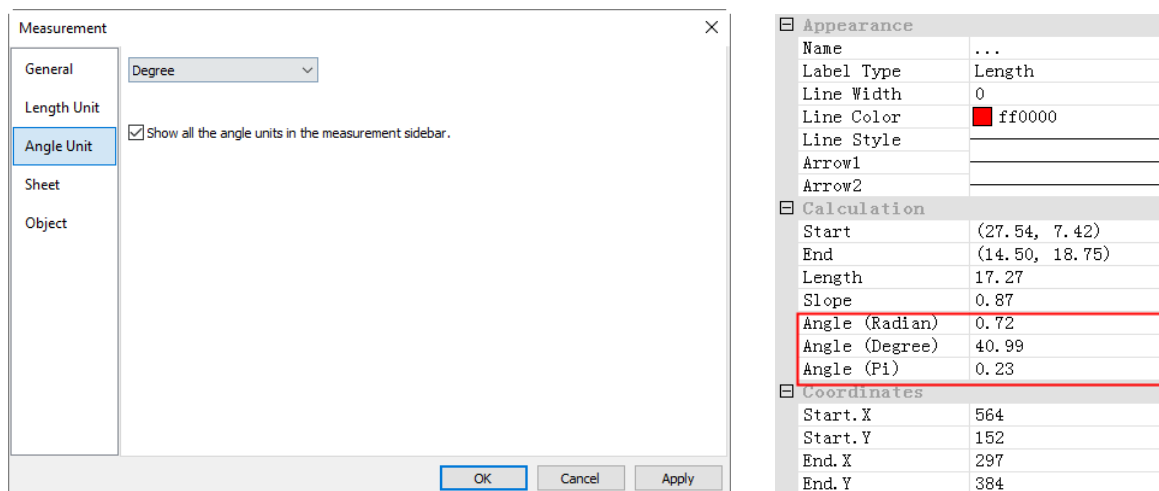 Measurement
General
Length Unit
Angle Unit
Sheet
Object
Degree
Show all the angle units in the measurement sidebar.
OK Cancel Apply
Appearance
Name ...
Label Type Length
Line Width 0
Line Color ff0000
Line Style
Arrow1
Arrow2
Calculation
Start (27.54, 7.42)
End (14.50, 18.75)
Length 17.27
Slope 0.87
Angle (Radian) 0.72
Angle (Degree) 40.99
Angle (Pi) 0.23
Coordinates
Start.X 564
Start.Y 152
End.X 297
End.Y 384